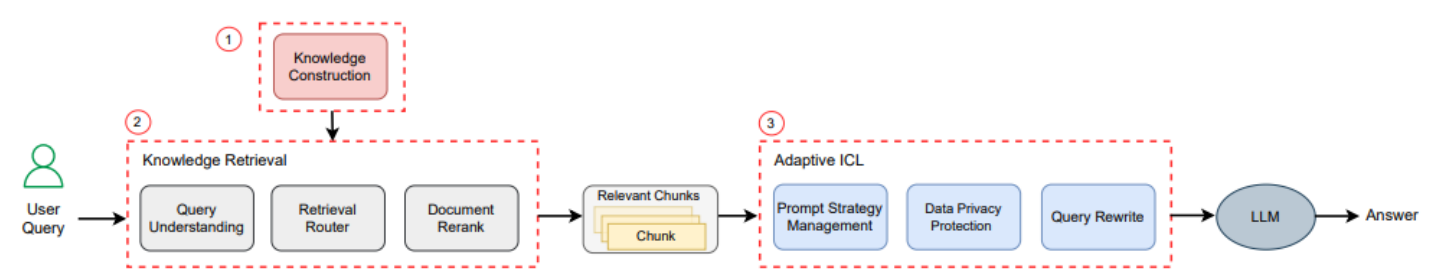 1
Knowledge
Construction
2
Knowledge Retrieval
User
Query
Query
Understanding
Retrieval
Router
Document
Rerank
Relevant Chunks
Chunk
3
Adaptive ICL
Prompt Strategy
Management
Data Privacy
Protection
Query Rewrite
LLM
Answer